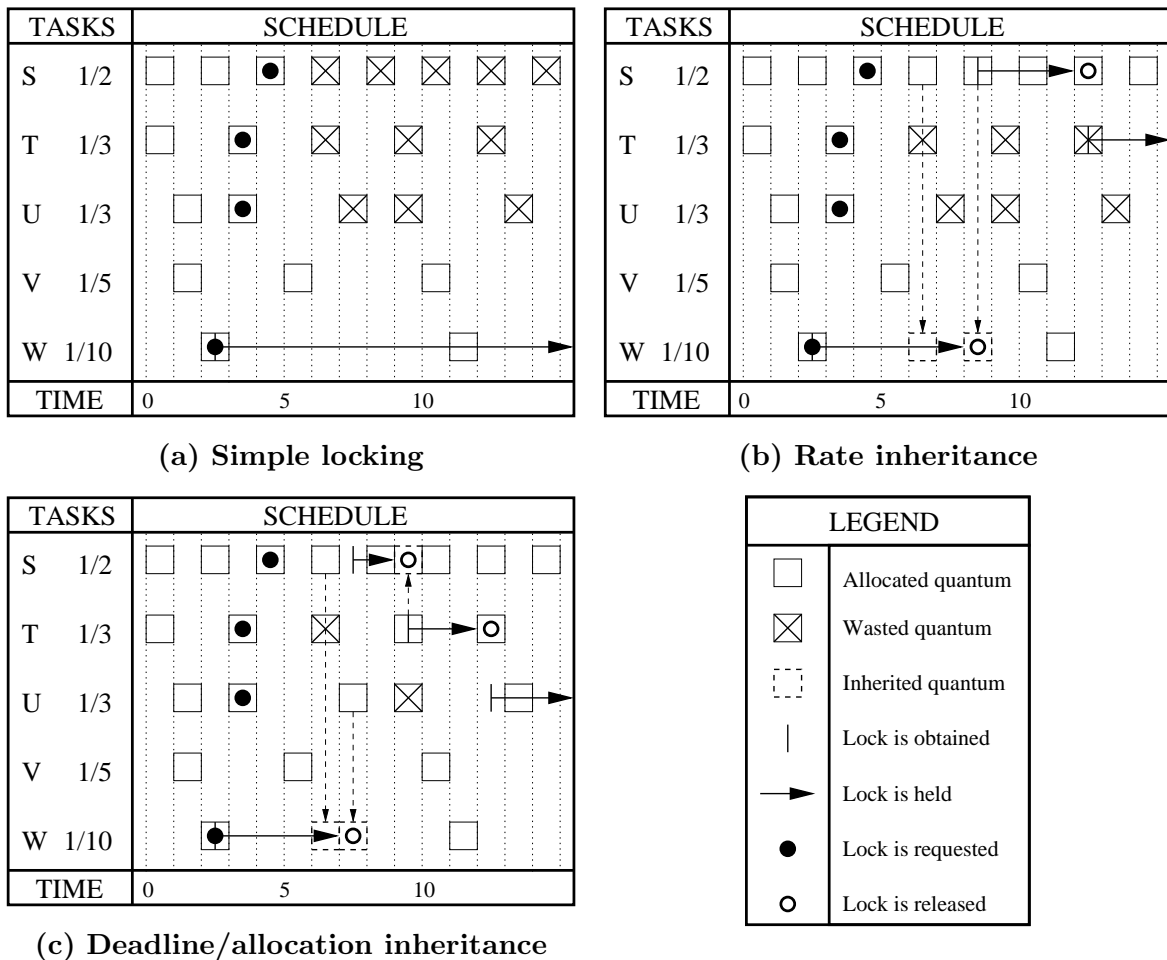 TASKS SCHEDULE
S 1/2
T 1/3
U 1/3
V 1/5
W 1/10
TIME 0 5 10
(a) Simple locking
TASKS SCHEDULE
S 1/2
T 1/3
U 1/3
V 1/5
W 1/10
TIME 0 5 10
(b) Rate inheritance
TASKS SCHEDULE
S 1/2
T 1/3
U 1/3
V 1/5
W 1/10
TIME 0 5 10
(c) Deadline/allocation inheritance
LEGEND
Allocated quantum
Wasted quantum
Inherited quantum
Lock is obtained
Lock is held
Lock is requested
Lock is released